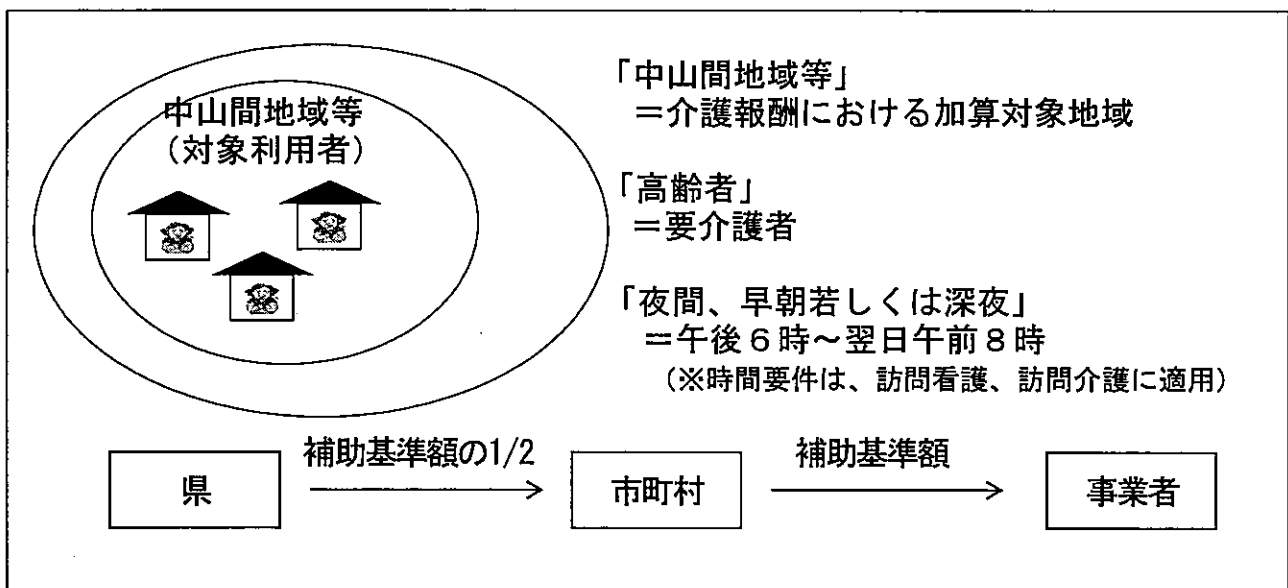 中山間地域等
(対象利用者)
「中山間地域等」
＝介護報酬における加算対象地域
「高齢者」
＝要介護者
「夜間、早朝若しくは深夜」
＝午後６時～翌日午前８時
(※時間要件は、訪問看護、訪問介護に適用)
補助基準額の1/2
補助基準額
県
市町村
事業者